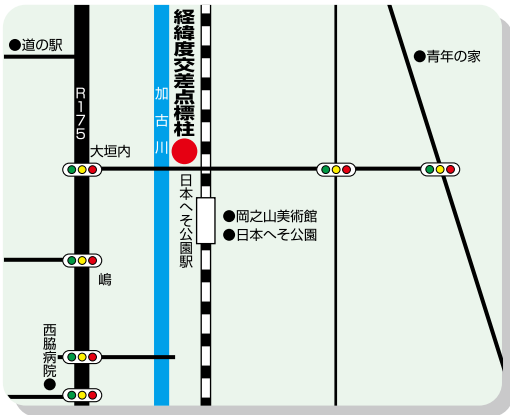 ●道の駅
経緯度交差点標柱
●青年の家
R175
加古川
大垣内
日本へそ公園駅
●岡之山美術館
●日本へそ公園
嶋
西脇病院●